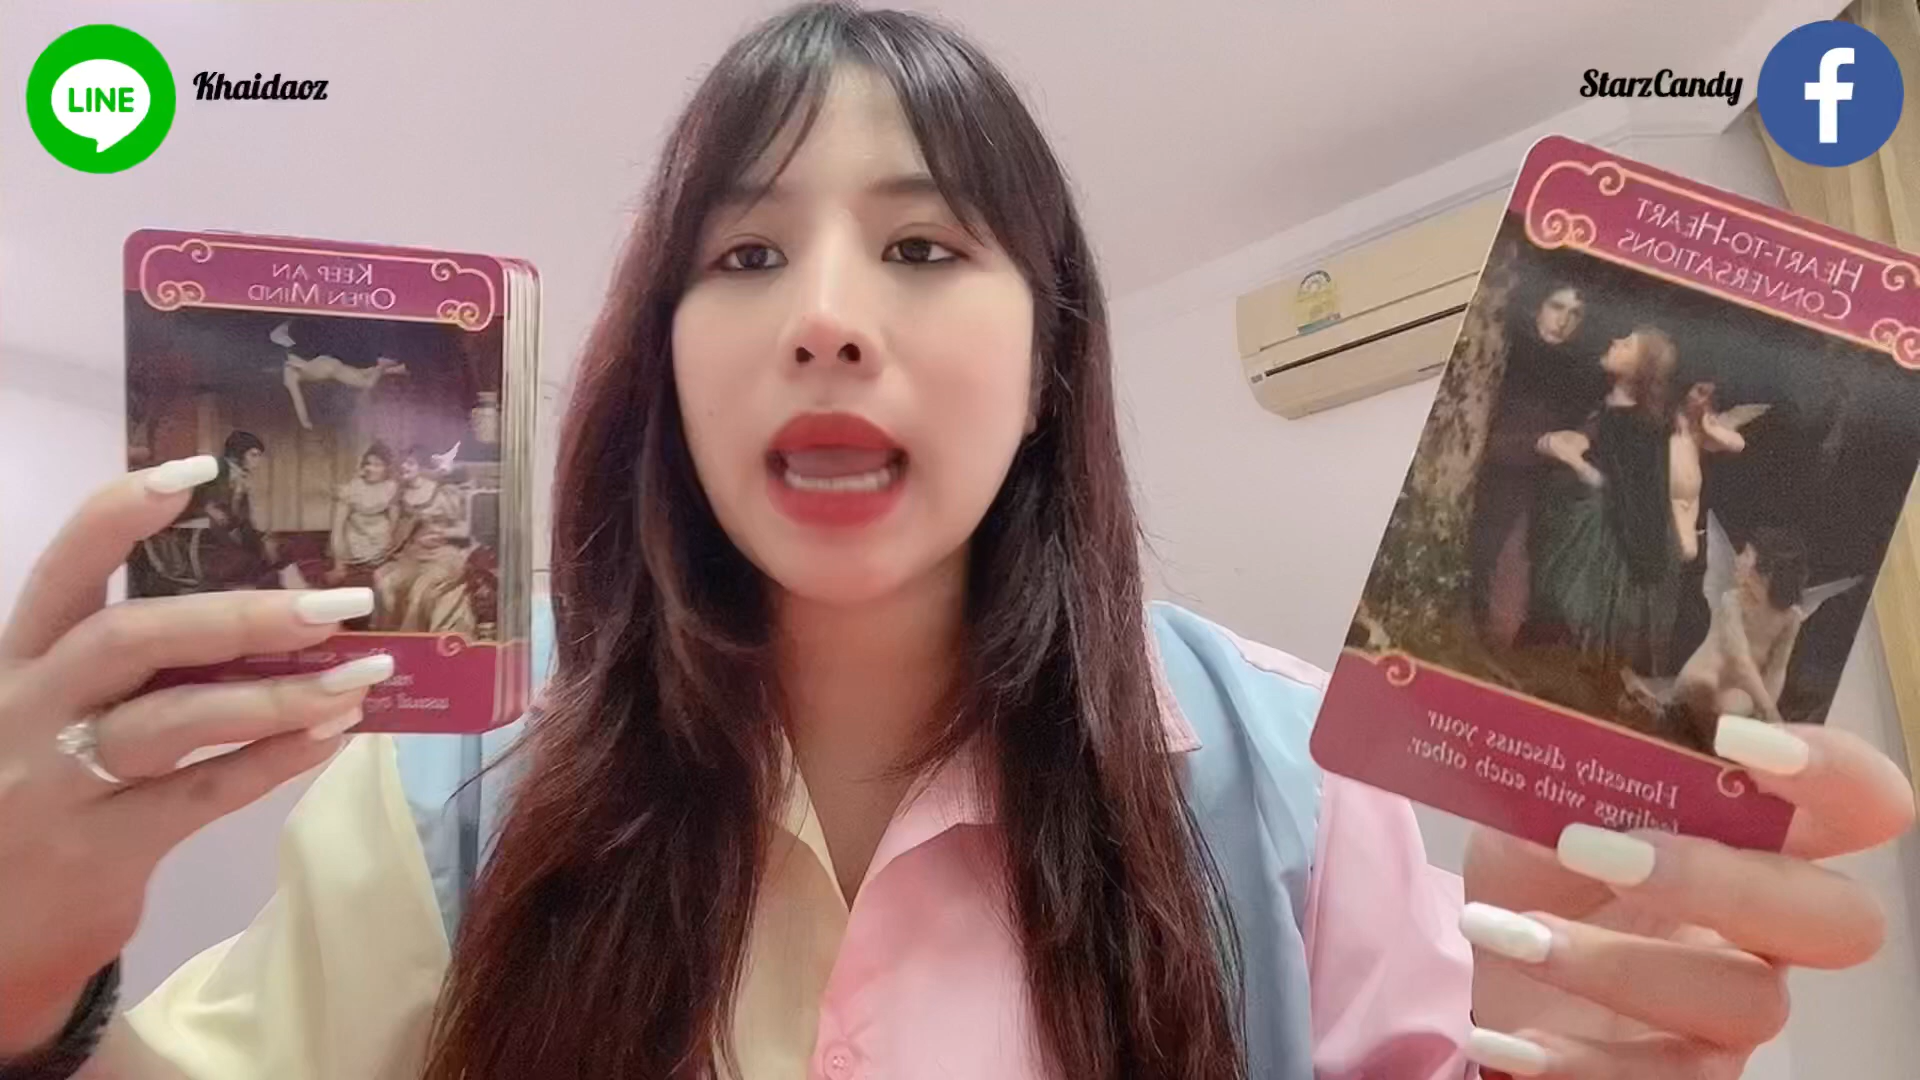 LINE
Khaidaoz
StarzCandy
f
KEEP AN
OPEN MIND
HEART-TO-HEART
CONVERSATIONS
Honestly discuss your
feelings with each other.